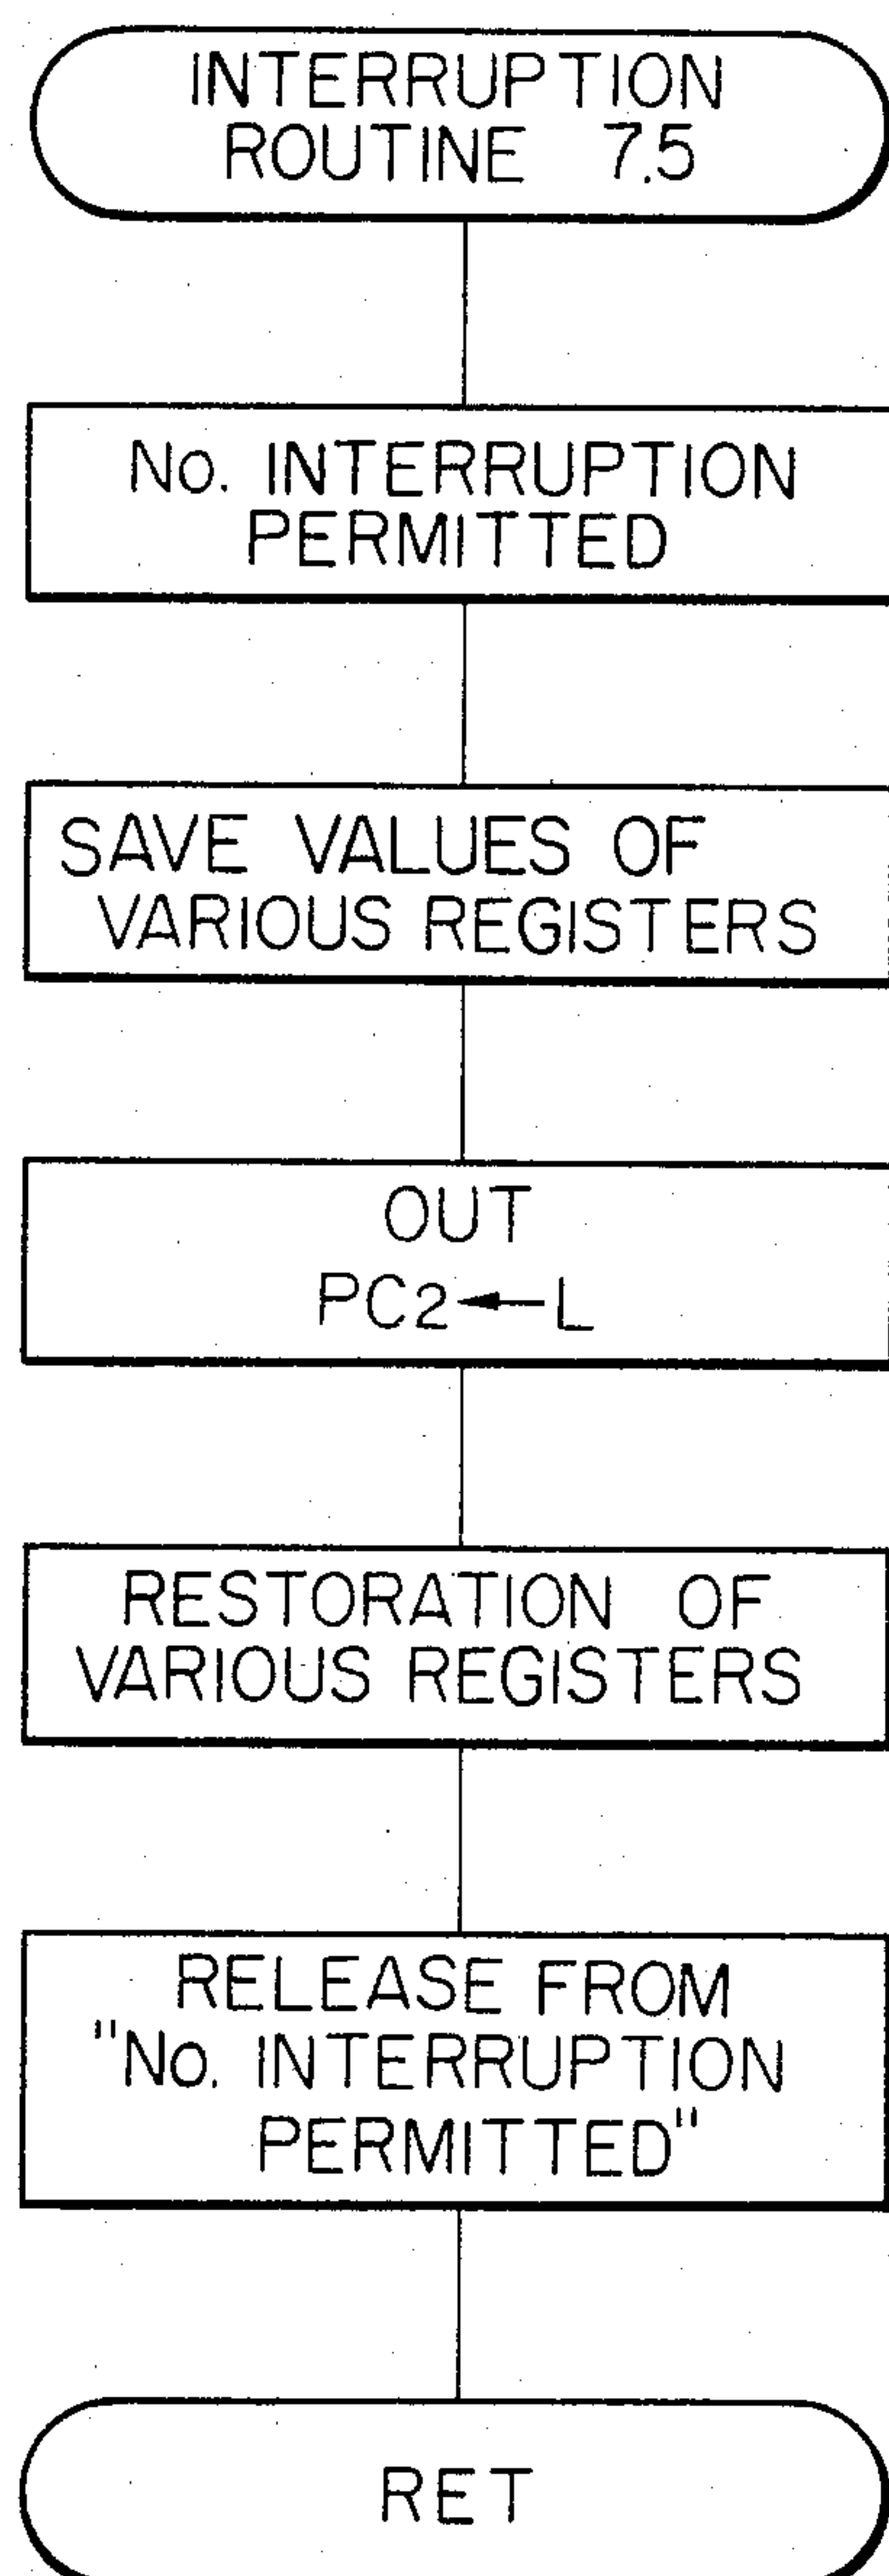 INTERRUPTION
ROUTINE 7.5
No. INTERRUPTION
PERMITTED
SAVE VALUES OF
VARIOUS REGISTERS
OUT
PC2←L
RESTORATION OF
VARIOUS REGISTERS
RELEASE FROM
"No. INTERRUPTION
PERMITTED"
RET